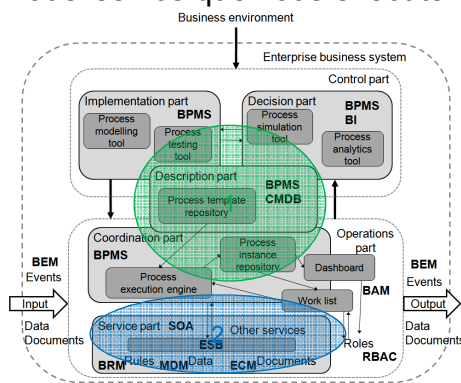 Business environment
Enterprise business system
Control part
Implementation part
BPMS
Process
modelling
tool
Process
testing
tool
Decision part
BPMS
BI
Process
simulation
tool
Process
analytics
tool
Description part
BPMS
CMDB
Process template
repository
1
Coordination part
BPMS
Process
instance
repository
Process
execution engine
Operations
part
Dashboard
BAM
Work list
BEM
Events
Input
Data
Documents
BEM
Events
Output
Data
Documents
Roles
RBAC
Service part SOA
Other services
2
ESB
BRM Rules MDM Data ECM Documents